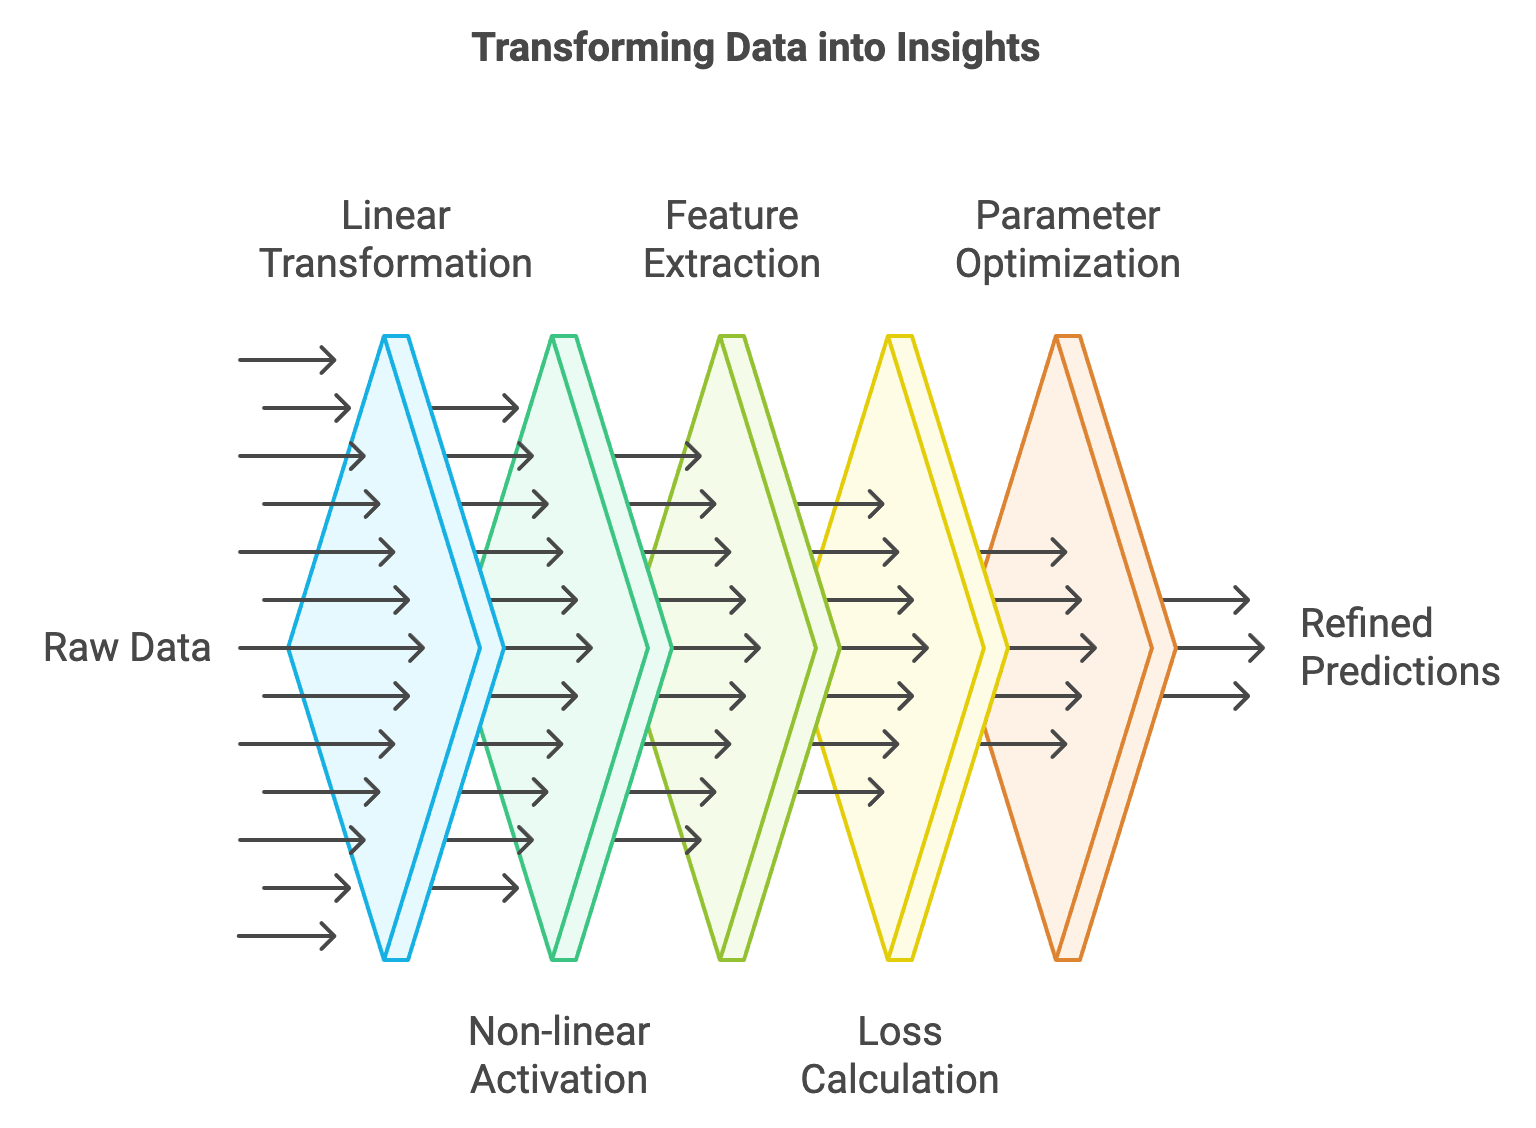 Transforming Data into Insights
Linear
Transformation
Feature
Extraction
Parameter
Optimization
Raw Data
Refined
Predictions
Non-linear
Activation
Loss
Calculation